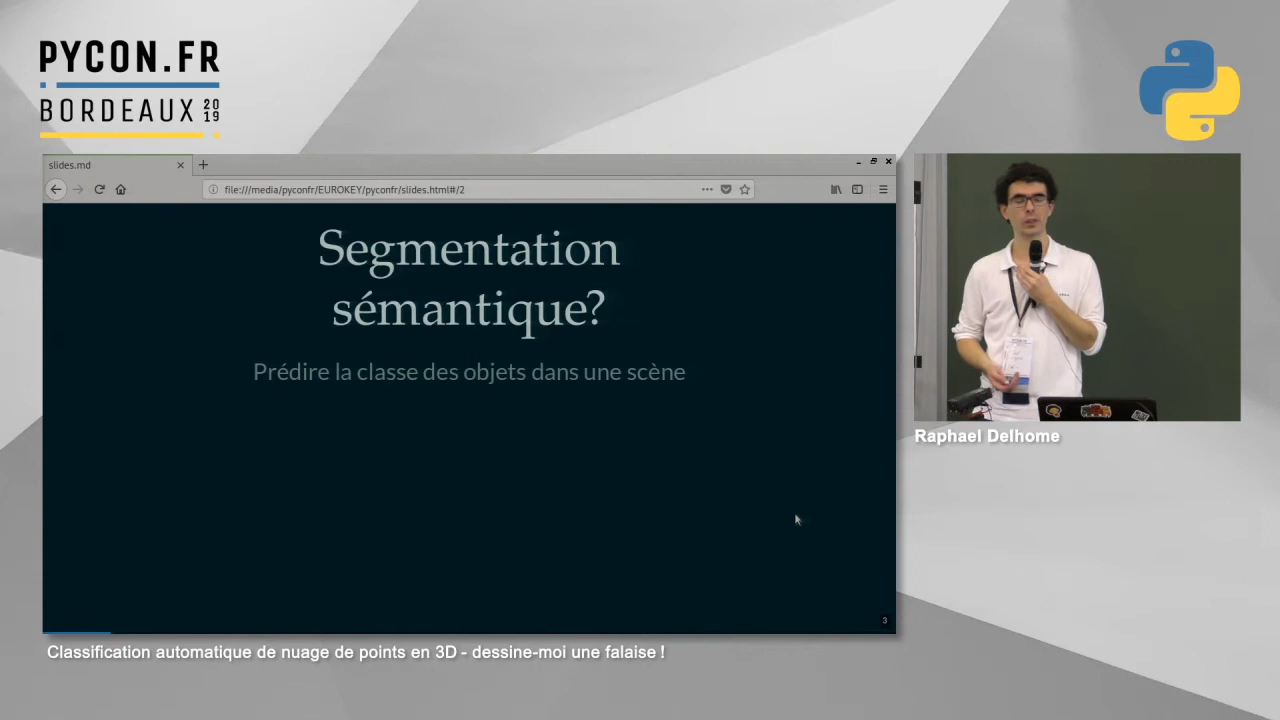 PYCON.FR
BORDEAUX 2019
slides.md
file:///media/pyconfr/EUROKEY/pyconfr/slides.html#/2
Segmentation
sémantique?
Prédire la classe des objets dans une scène
3
Raphael Delhome
Classification automatique de nuage de points en 3D - dessine-moi une falaise !